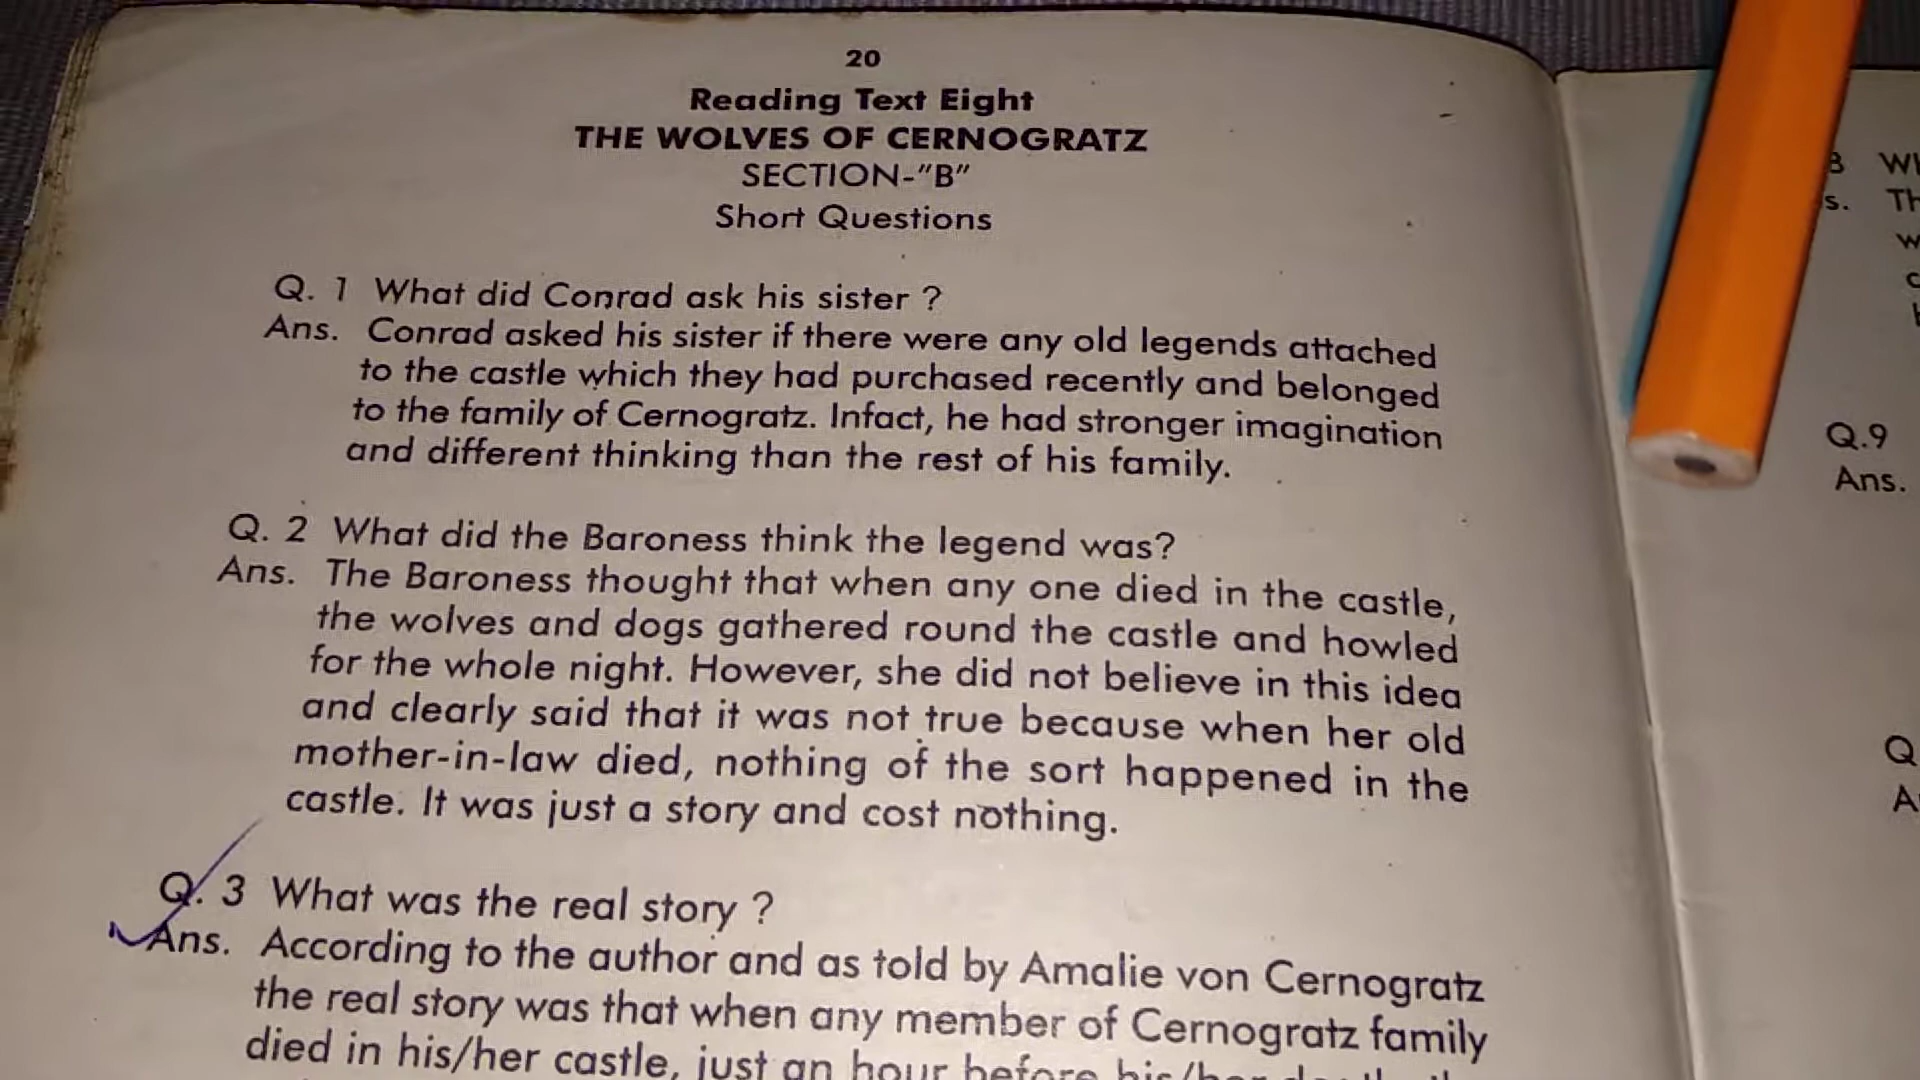 20
Reading Text Eight
THE WOLVES OF CERNOGRATZ
SECTION-"B"
Short Questions
Q. 1 What did Conrad ask his sister ?
Ans. Conrad asked his sister if there were any old legends attached
to the castle which they had purchased recently and belonged
to the family of Cernogratz. Infact, he had stronger imagination
and different thinking than the rest of his family.
Q. 2 What did the Baroness think the legend was?
Ans. The Baroness thought that when any one died in the castle,
the wolves and dogs gathered round the castle and howled
for the whole night. However, she did not believe in this idea
and clearly said that it was not true because when her old
mother-in-law died, nothing of the sort happened in the
castle. It was just a story and cost nothing.
Q. 3 What was the real story ?
Ans. According to the author and as told by Amalie von Cernogratz
the real story was that when any member of Cernogratz family
died in his/her castle, just an hour before his/her
Q.9
Ans.